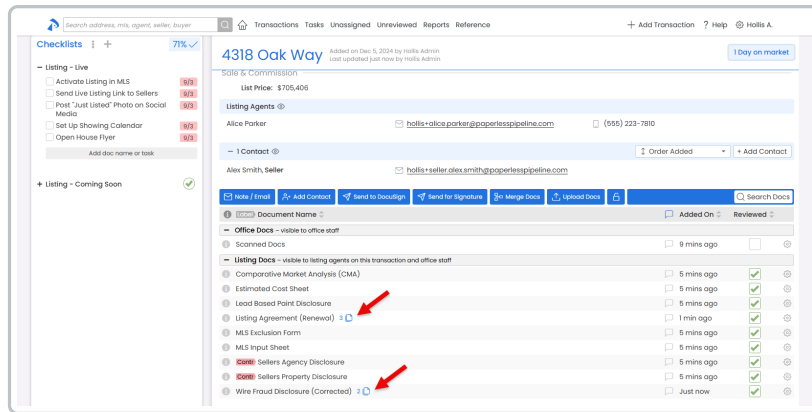 Search address, mls, agent, seller, buyer
Transactions Tasks Unassigned Unreviewed Reports Reference
+ Add Transaction ? Help Hollis A.
Checklists + 71%
− Listing - Live
Activate Listing in MLS 9/3
Send Live Listing Link to Sellers 9/3
Post "Just Listed" Photo on Social Media 9/3
Set Up Showing Calendar 9/3
Open House Flyer 9/3
Add doc name or task
+ Listing - Coming Soon
4318 Oak Way
Added on Dec 5, 2024 by Hollis Admin
Last updated just now by Hollis Admin
1 Day on market
Sale & Commission
List Price: $705,406
Listing Agents
Alice Parker hollis+alice.parker@paperlesspipeline.com (555) 223-7810
− 1 Contact Order Added + Add Contact
Alex Smith, Seller hollis+seller.alex.smith@paperlesspipeline.com
Note / Email Add Contact Send to DocuSign Send for Signature Merge Docs Upload Docs Search Docs
Label Document Name Added On Reviewed
− Office Docs – visible to office staff
Scanned Docs 9 mins ago
− Listing Docs – visible to listing agents on this transaction and office staff
Comparative Market Analysis (CMA) 5 mins ago
Estimated Cost Sheet 5 mins ago
Lead Based Paint Disclosure 5 mins ago
Listing Agreement (Renewal) 3 1 min ago
MLS Exclusion Form 5 mins ago
MLS Input Sheet 5 mins ago
Contr Sellers Agency Disclosure 5 mins ago
Contr Sellers Property Disclosure 5 mins ago
Wire Fraud Disclosure (Corrected) 2 Just now